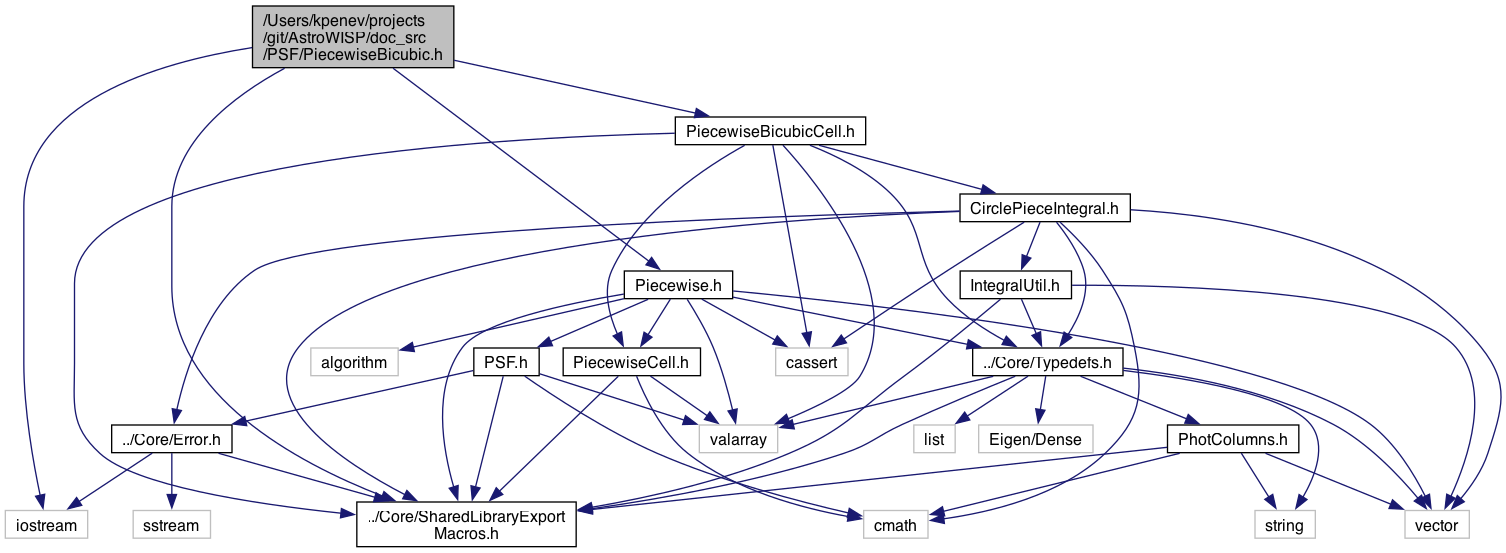 /Users/kpenev/projects
/git/AstroWISP/doc_src
/PSF/PiecewiseBicubic.h
PiecewiseBicubicCell.h
CirclePieceIntegral.h
Piecewise.h
IntegralUtil.h
algorithm
PSF.h
PiecewiseCell.h
cassert
../Core/Typedefs.h
../Core/Error.h
valarray
list
Eigen/Dense
PhotColumns.h
iostream
sstream
../Core/SharedLibraryExport
Macros.h
cmath
string
vector